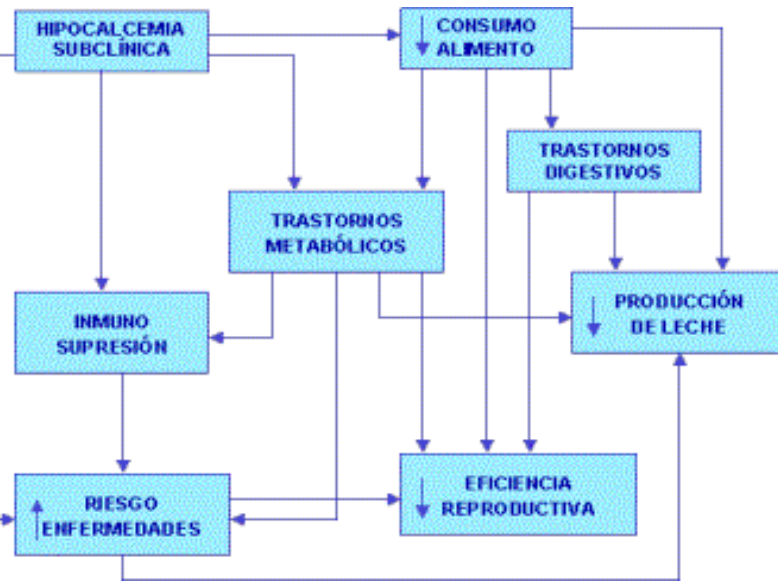 HIPOCALCEMIA
SUBCLÍNICA
CONSUMO
ALIMENTO
TRASTORNOS
DIGESTIVOS
TRASTORNOS
METABÓLICOS
PRODUCCIÓN
DE LECHE
INMUNO
SUPRESIÓN
EFICIENCIA
REPRODUCTIVA
RIESGO
ENFERMEDADES